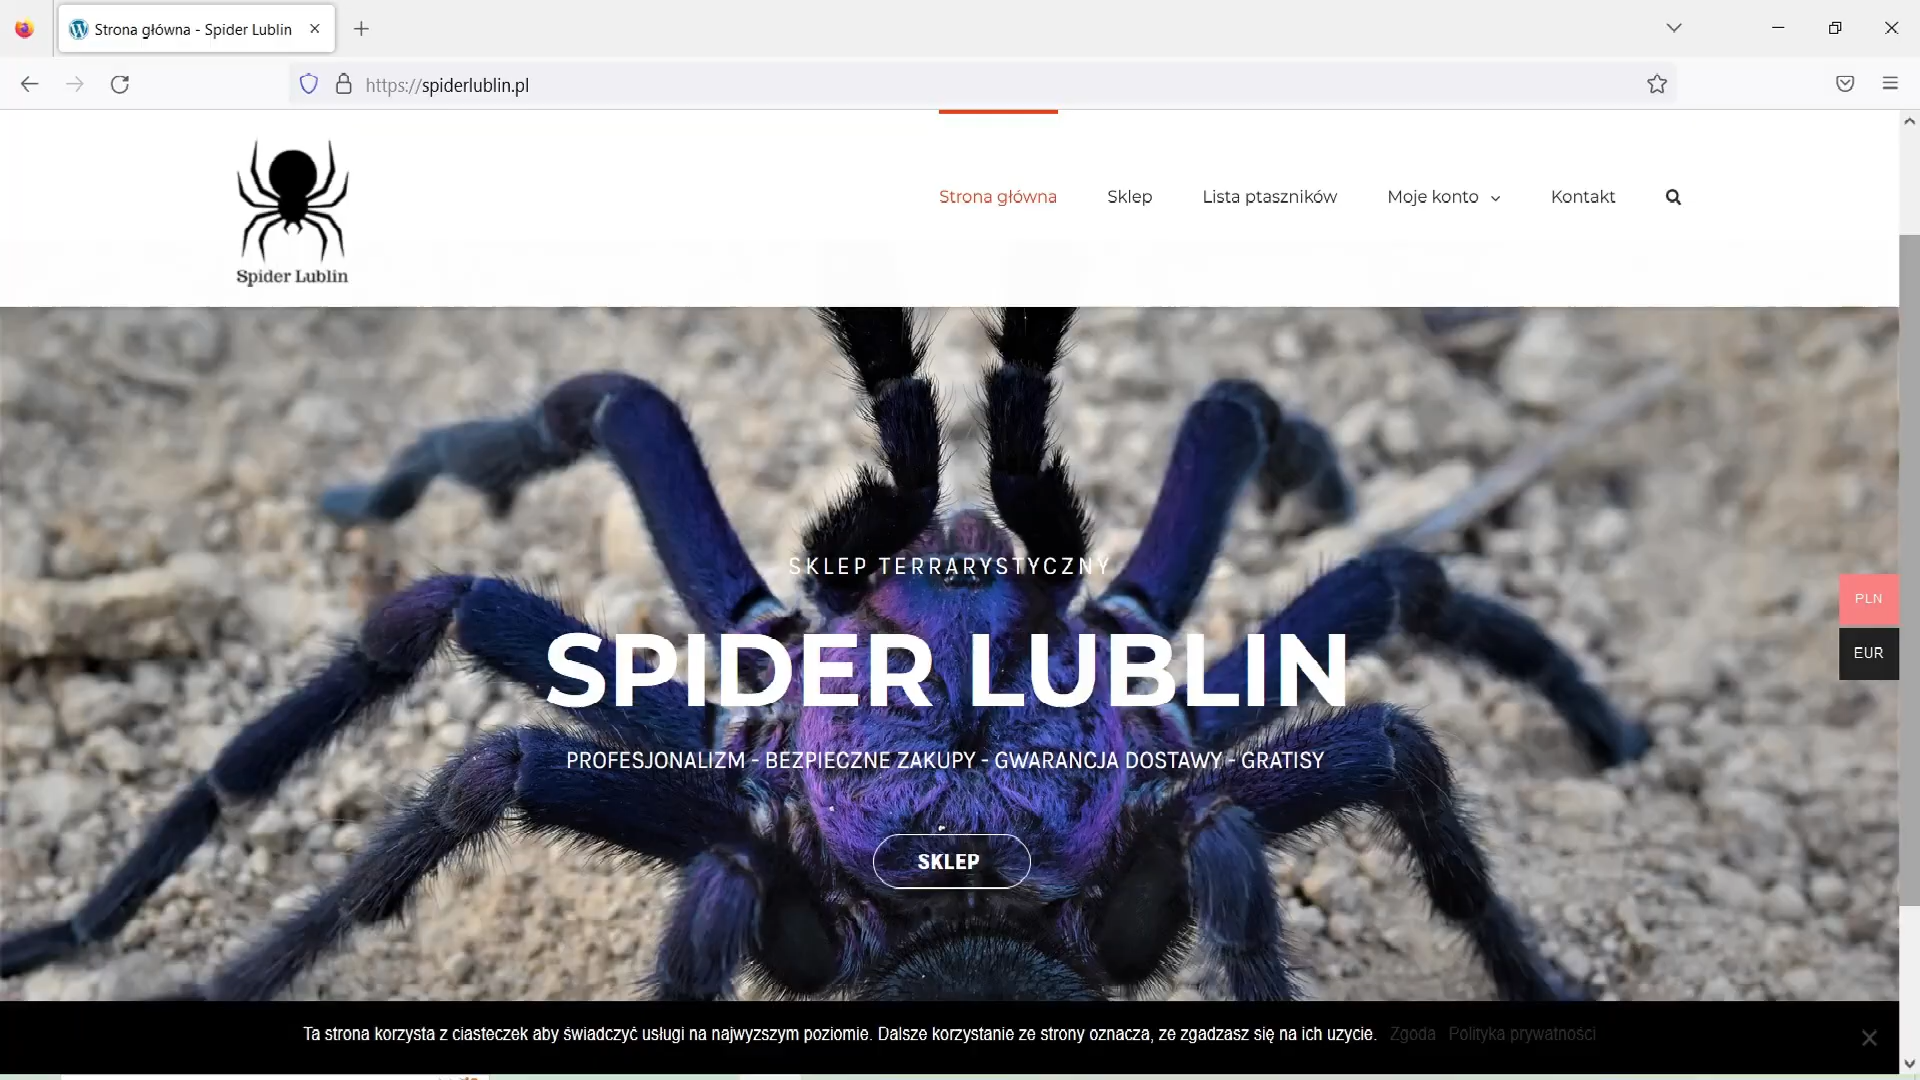 Strona główna - Spider Lublin
https://spiderlublin.pl
Spider Lublin
Strona główna
Sklep
Lista ptaszników
Moje konto
Kontakt
SKLEP TERRARYSTYCZNY
SPIDER LUBLIN
PROFESJONALIZM - BEZPIECZNE ZAKUPY - GWARANCJA DOSTAWY - GRATISY
SKLEP
PLN
EUR
Ta strona korzysta z ciasteczek aby świadczyć usługi na najwyzszym poziomie. Dalsze korzystanie ze strony oznacza, ze zgadzasz się na ich uzycie. Zgoda Polityka prywatności